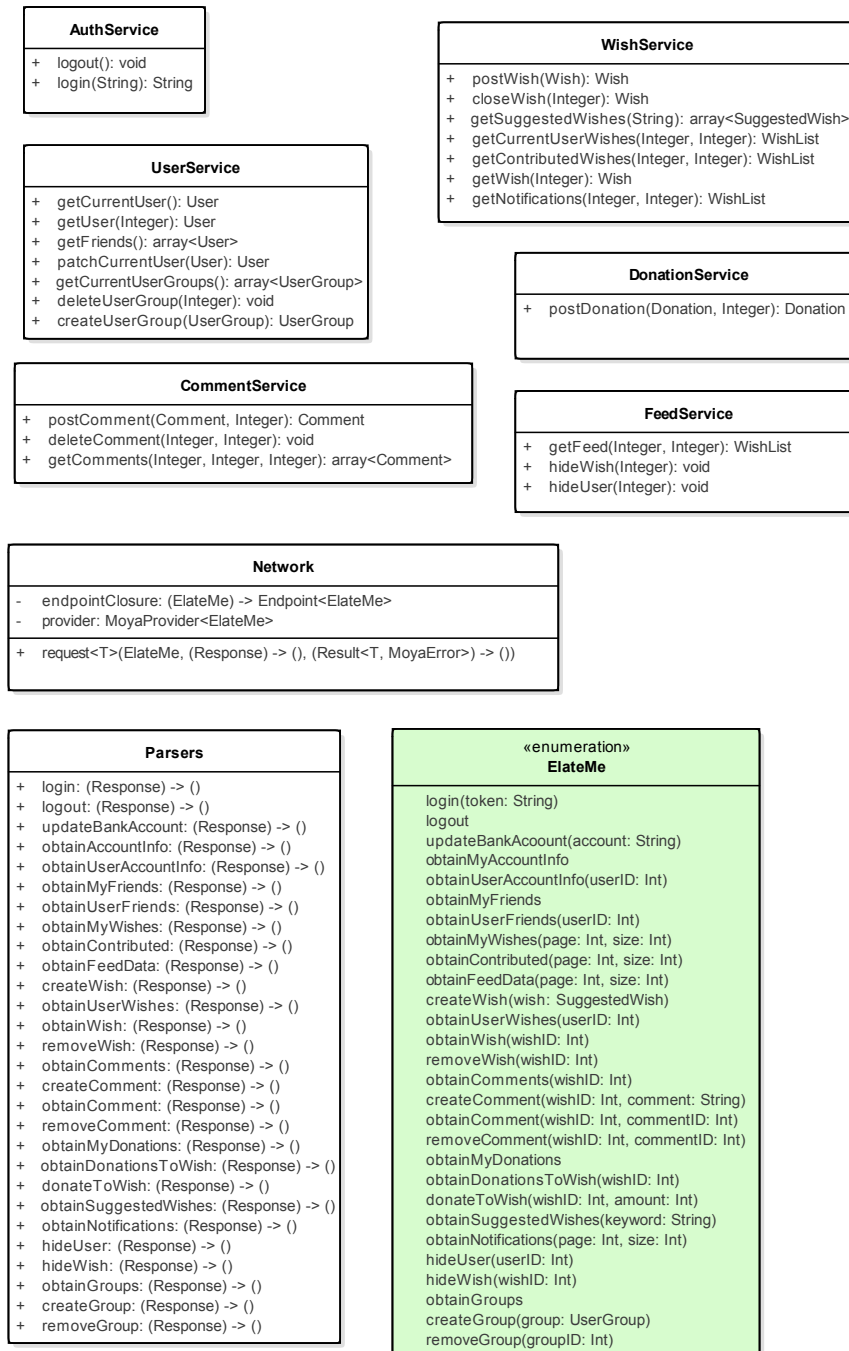 AuthService
+ logout(): void
+ login(String): String
WishService
+ postWish(Wish): Wish
+ closeWish(Integer): Wish
+ getSuggestedWishes(String): array<SuggestedWish>
+ getCurrentUserWishes(Integer, Integer): WishList
+ getContributedWishes(Integer, Integer): WishList
+ getWish(Integer): Wish
+ getNotifications(Integer, Integer): WishList
UserService
+ getCurrentUser(): User
+ getUser(Integer): User
+ getFriends(): array<User>
+ patchCurrentUser(User): User
+ getCurrentUserGroups(): array<UserGroup>
+ deleteUserGroup(Integer): void
+ createUserGroup(UserGroup): UserGroup
DonationService
+ postDonation(Donation, Integer): Donation
CommentService
+ postComment(Comment, Integer): Comment
+ deleteComment(Integer, Integer): void
+ getComments(Integer, Integer, Integer): array<Comment>
FeedService
+ getFeed(Integer, Integer): WishList
+ hideWish(Integer): void
+ hideUser(Integer): void
Network
- endpointClosure: (ElateMe) -> Endpoint<ElateMe>
- provider: MoyaProvider<ElateMe>
+ request<T>(ElateMe, (Response) -> (), (Result<T, MoyaError>) -> ())
Parsers
+ login: (Response) -> ()
+ logout: (Response) -> ()
+ updateBankAccount: (Response) -> ()
+ obtainAccountInfo: (Response) -> ()
+ obtainUserAccountInfo: (Response) -> ()
+ obtainMyFriends: (Response) -> ()
+ obtainUserFriends: (Response) -> ()
+ obtainMyWishes: (Response) -> ()
+ obtainContributed: (Response) -> ()
+ obtainFeedData: (Response) -> ()
+ createWish: (Response) -> ()
+ obtainUserWishes: (Response) -> ()
+ obtainWish: (Response) -> ()
+ removeWish: (Response) -> ()
+ obtainComments: (Response) -> ()
+ createComment: (Response) -> ()
+ obtainComment: (Response) -> ()
+ removeComment: (Response) -> ()
+ obtainMyDonations: (Response) -> ()
+ obtainDonationsToWish: (Response) -> ()
+ donateToWish: (Response) -> ()
+ obtainSuggestedWishes: (Response) -> ()
+ obtainNotifications: (Response) -> ()
+ hideUser: (Response) -> ()
+ hideWish: (Response) -> ()
+ obtainGroups: (Response) -> ()
+ createGroup: (Response) -> ()
+ removeGroup: (Response) -> ()
«enumeration»
ElateMe
login(token: String)
logout
updateBankAcoount(account: String)
obtainMyAccountInfo
obtainUserAccountInfo(userID: Int)
obtainMyFriends
obtainUserFriends(userID: Int)
obtainMyWishes(page: Int, size: Int)
obtainContributed(page: Int, size: Int)
obtainFeedData(page: Int, size: Int)
createWish(wish: SuggestedWish)
obtainUserWishes(userID: Int)
obtainWish(wishID: Int)
removeWish(wishID: Int)
obtainComments(wishID: Int)
createComment(wishID: Int, comment: String)
obtainComment(wishID: Int, commentID: Int)
removeComment(wishID: Int, commentID: Int)
obtainMyDonations
obtainDonationsToWish(wishID: Int)
donateToWish(wishID: Int, amount: Int)
obtainSuggestedWishes(keyword: String)
obtainNotifications(page: Int, size: Int)
hideUser(userID: Int)
hideWish(wishID: Int)
obtainGroups
createGroup(group: UserGroup)
removeGroup(groupID: Int)